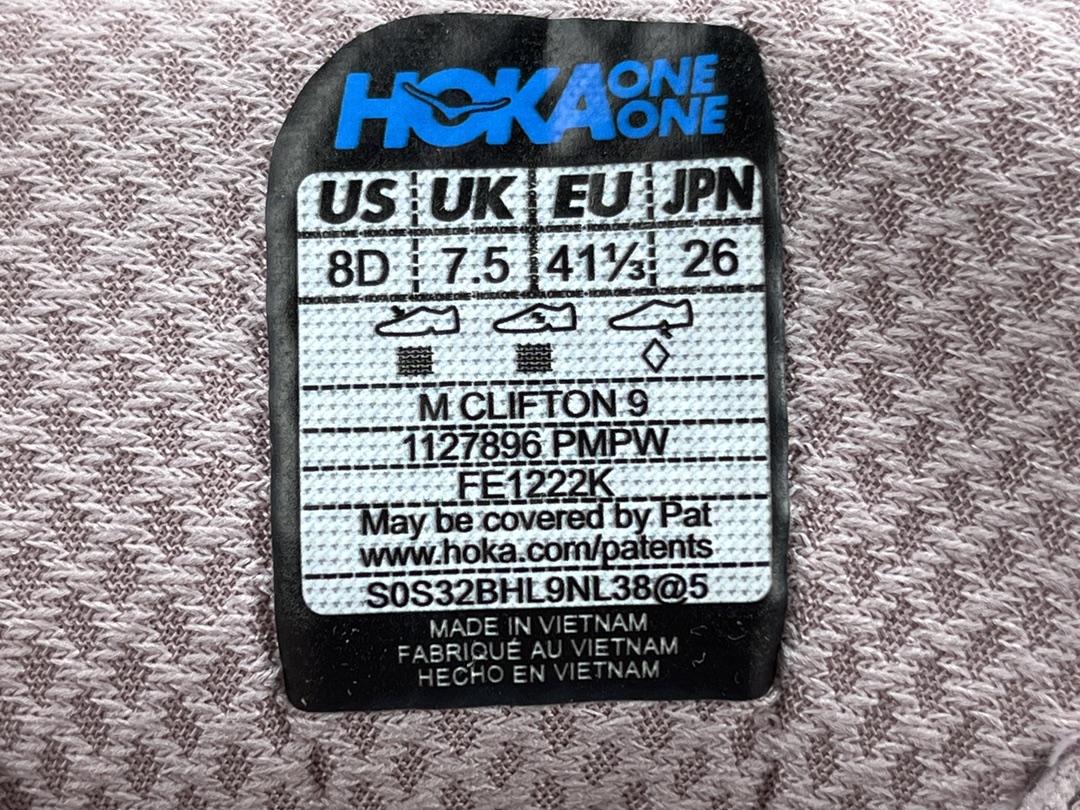 HOKA ONE ONE
US UK EU JPN
8D 7.5 41⅓ 26
M CLIFTON 9
1127896 PMPW
FE1222K
May be covered by Pat
www.hoka.com/patents
S0S32BHL9NL38@5
MADE IN VIETNAM
FABRIQUÉ AU VIETNAM
HECHO EN VIETNAM